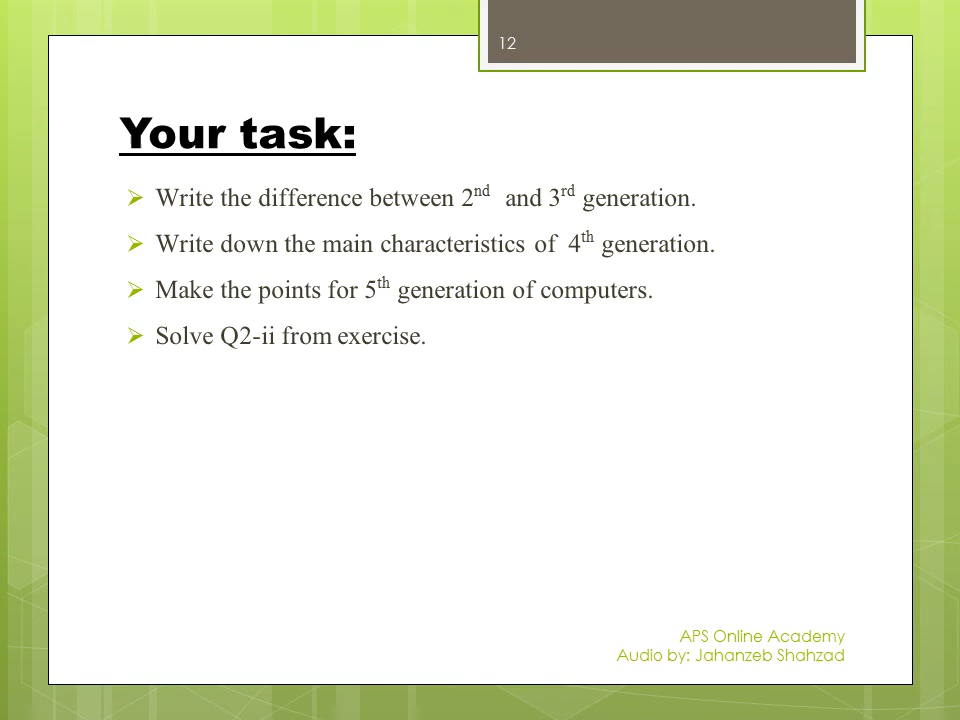 12
Your task:
Write the difference between 2nd and 3rd generation.
Write down the main characteristics of 4th generation.
Make the points for 5th generation of computers.
Solve Q2-ii from exercise.
APS Online Academy
Audio by: Jahanzeb Shahzad